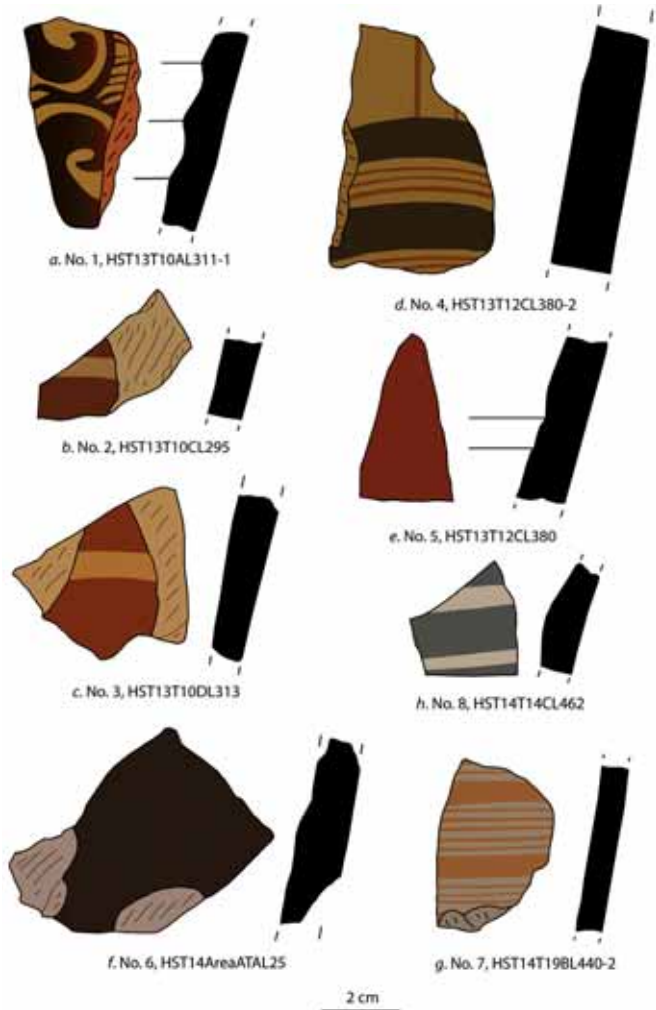 a. No. 1, HST13T10AL311-1
b. No. 2, HST13T10CL295
c. No. 3, HST13T10DL313
d. No. 4, HST13T12CL380-2
e. No. 5, HST13T12CL380
h. No. 8, HST14T14CL462
f. No. 6, HST14AreaATAL25
g. No. 7, HST14T19BL440-2
2 cm